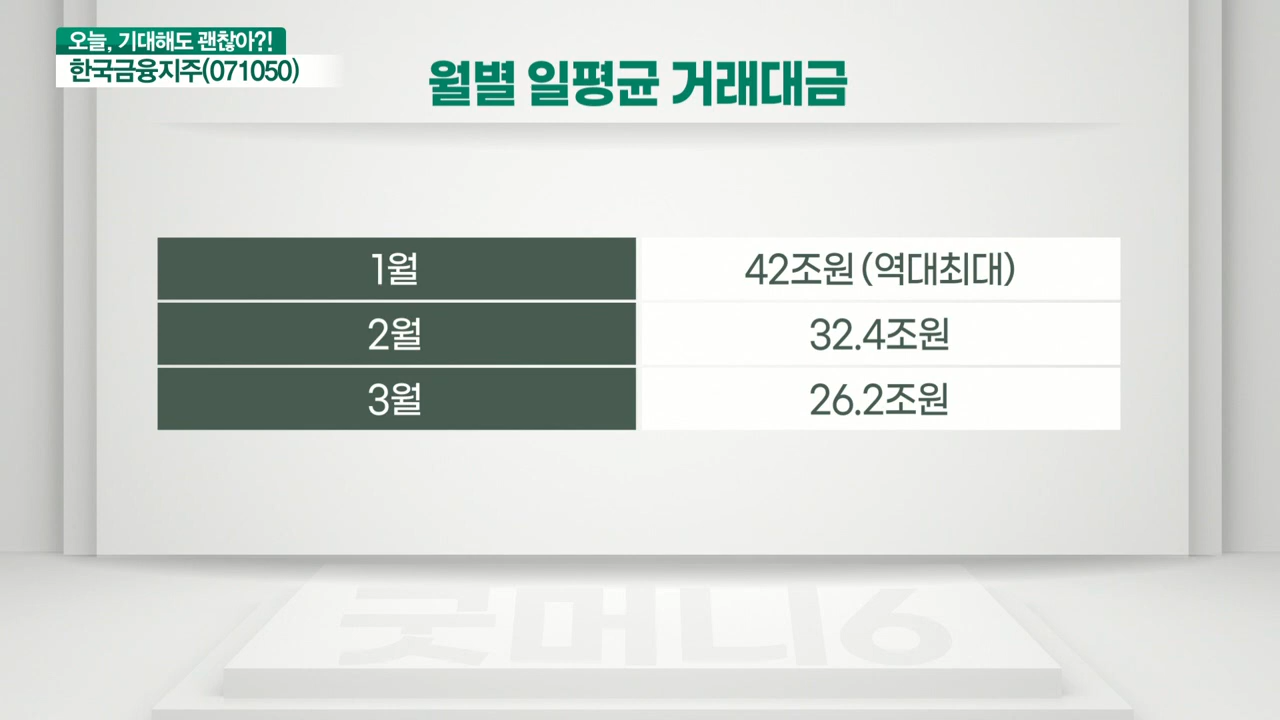 오늘, 기대해도 괜찮아?!
한국금융지주(071050)
월별 일평균 거래대금
1월 42조원 (역대최대)
2월 32.4조원
3월 26.2조원
굿머니6